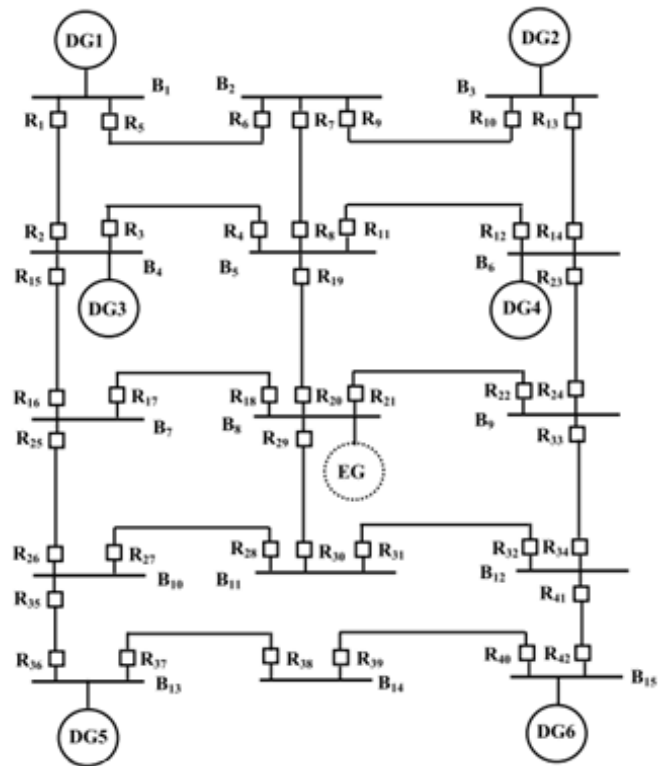 DG1 DG2
B1 B2 B3
R1 R5 R6 R7 R9 R10 R13
R2 R3 R4 R8 R11 R12 R14
B4 B5 B6
R15 R19 R23
DG3 DG4
R16 R17 R18 R20 R21 R22 R24
B7 B8 B9
R25 R29 R33
EG
R26 R27 R28 R30 R31 R32 R34
B10 B11 B12
R35 R41
R36 R37 R38 R39 R40 R42
B13 B14 B15
DG5 DG6